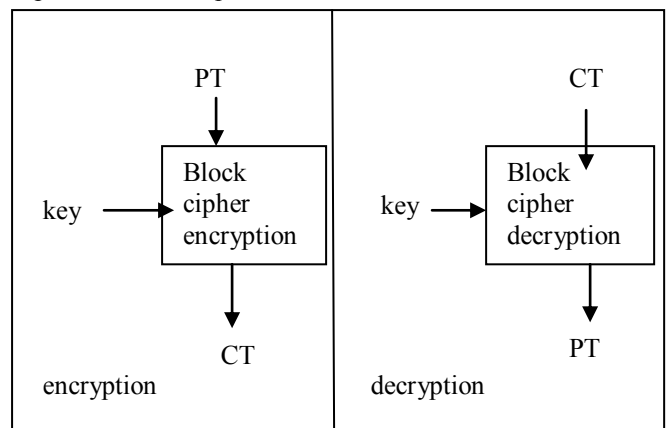 PT
Block
cipher
encryption
key
CT
encryption
CT
Block
cipher
decryption
key
PT
decryption